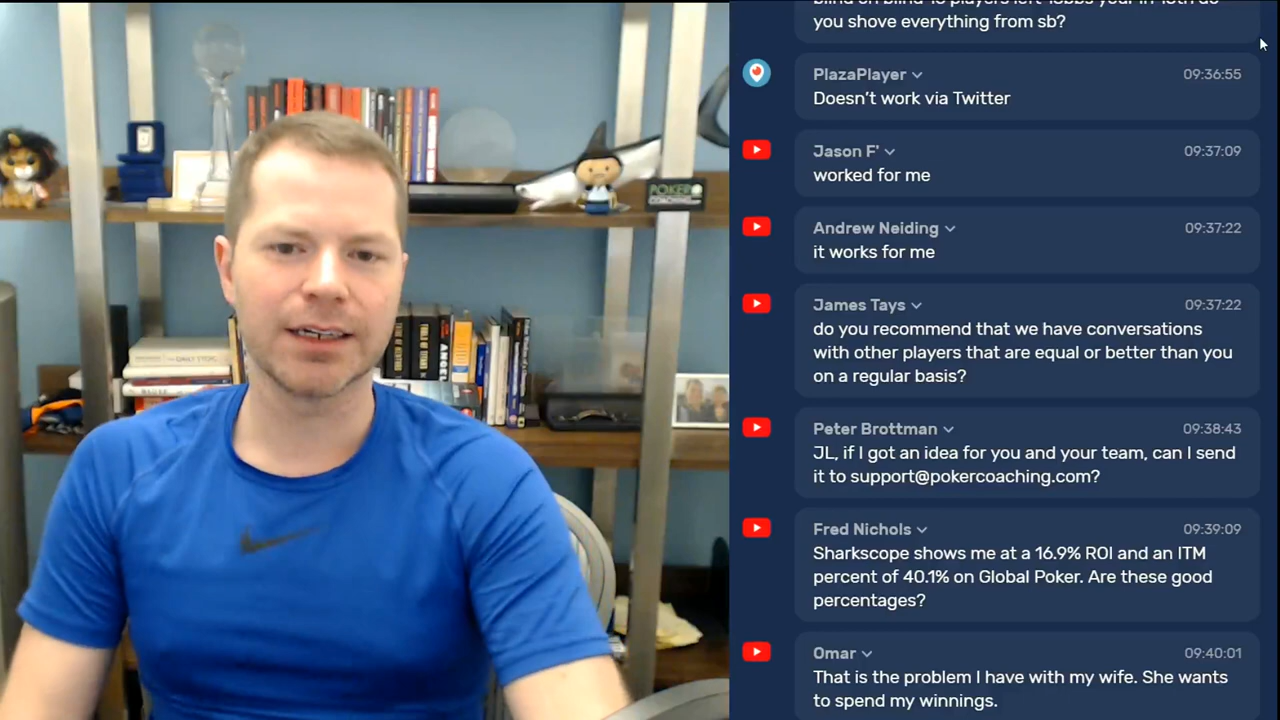 you shove everything from sb?
PlazaPlayer
09:36:55
Doesn't work via Twitter
Jason F'
09:37:09
worked for me
Andrew Neiding
09:37:22
it works for me
James Tays
09:37:22
do you recommend that we have conversations
with other players that are equal or better than you
on a regular basis?
Peter Brottman
09:38:43
JL, if I got an idea for you and your team, can I send
it to support@pokercoaching.com?
Fred Nichols
09:39:09
Sharkscope shows me at a 16.9% ROI and an ITM
percent of 40.1% on Global Poker. Are these good
percentages?
Omar
09:40:01
That is the problem I have with my wife. She wants
to spend my winnings.
POKER
COACHING